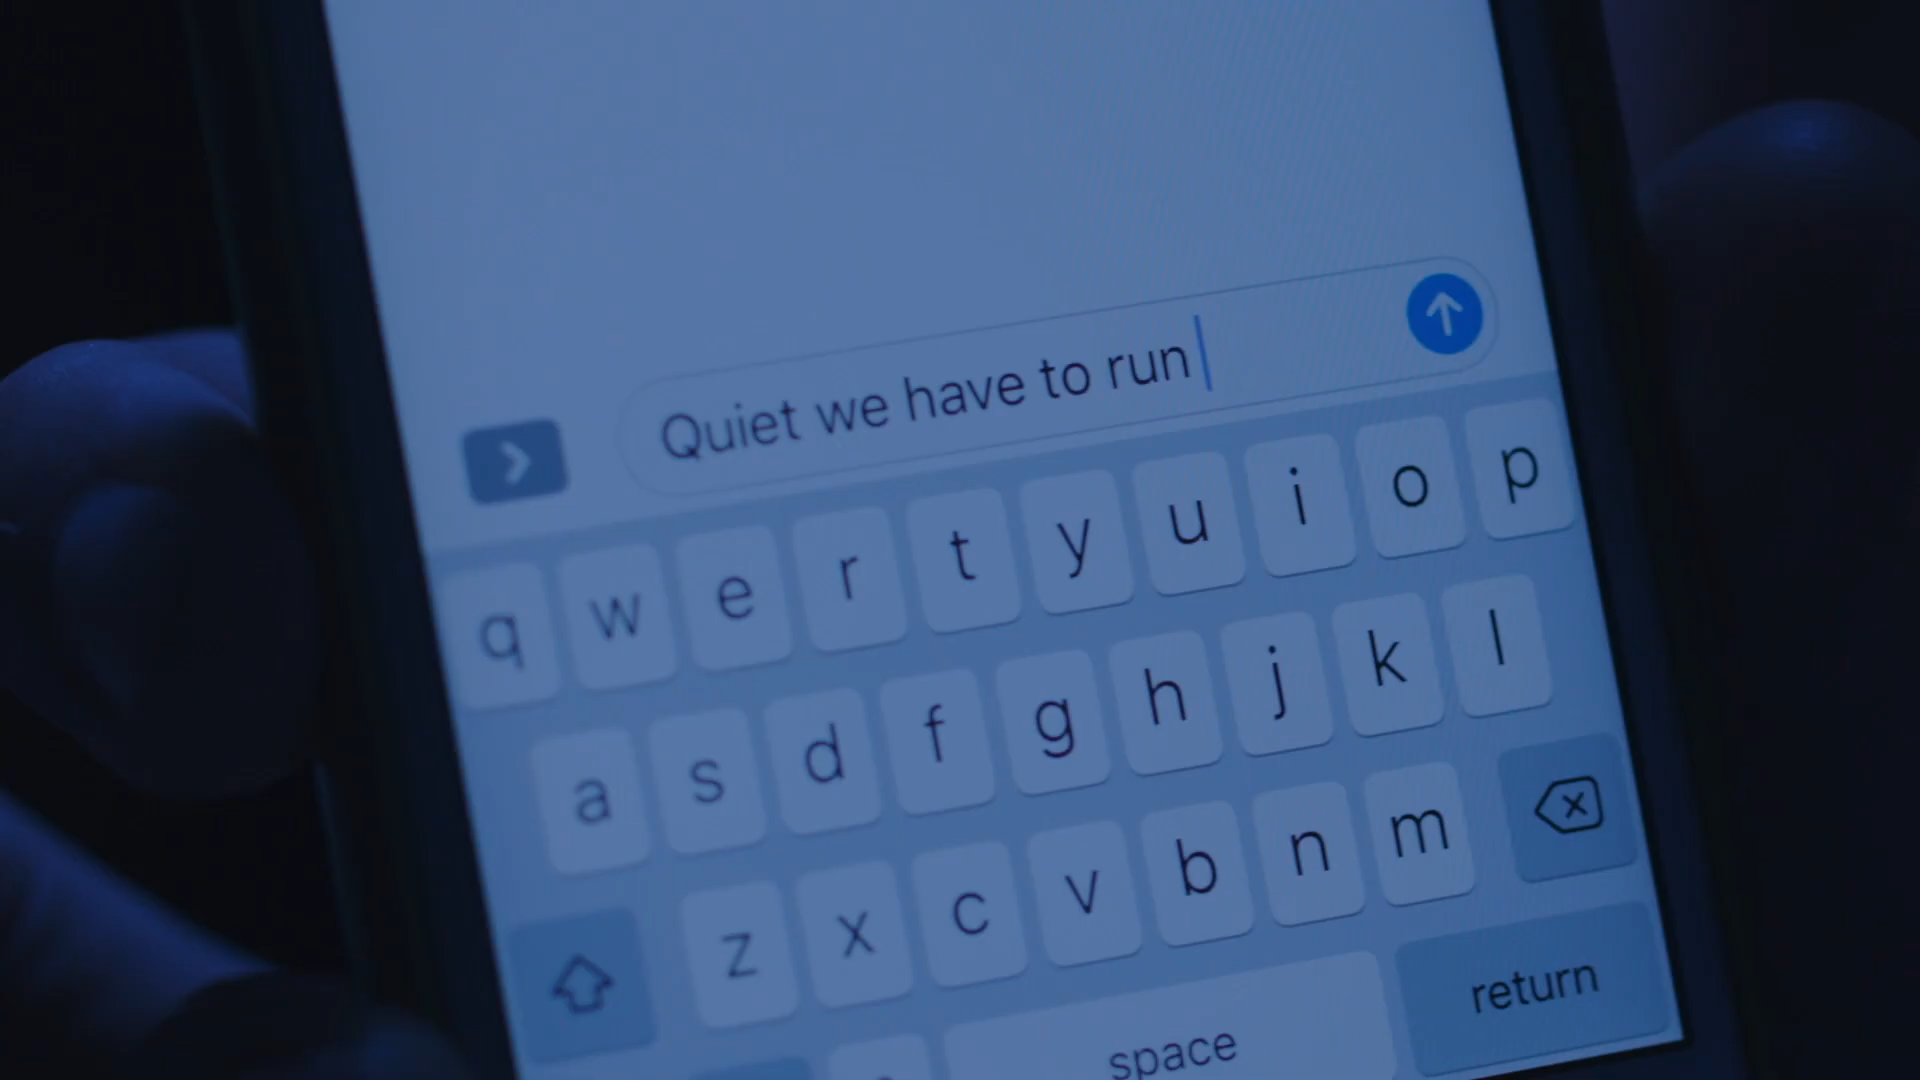 Quiet we have to run
q w e r t y u i o p
a s d f g h j k l
z x c v b n m
space return